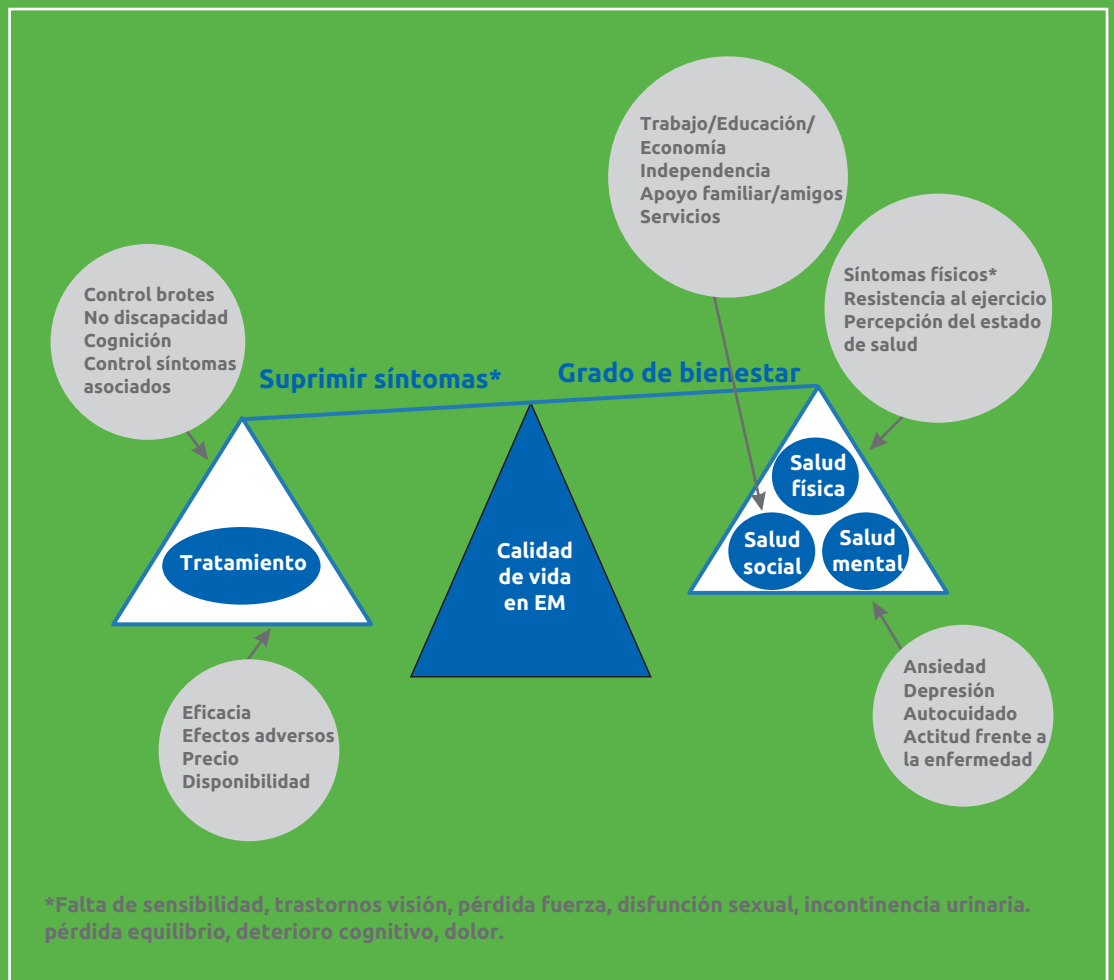 Trabajo/Educación/
Economía
Independencia
Apoyo familiar/amigos
Servicios
Síntomas físicos*
Resistencia al ejercicio
Percepción del estado
de salud
Control brotes
No discapacidad
Cognición
Control síntomas
asociados
Suprimir síntomas*
Grado de bienestar
Salud
física
Salud
social
Salud
mental
Tratamiento
Calidad
de vida
en EM
Eficacia
Efectos adversos
Precio
Disponibilidad
Ansiedad
Depresión
Autocuidado
Actitud frente a
la enfermedad
*Falta de sensibilidad, trastornos visión, pérdida fuerza, disfunción sexual, incontinencia urinaria.
pérdida equilibrio, deterioro cognitivo, dolor.